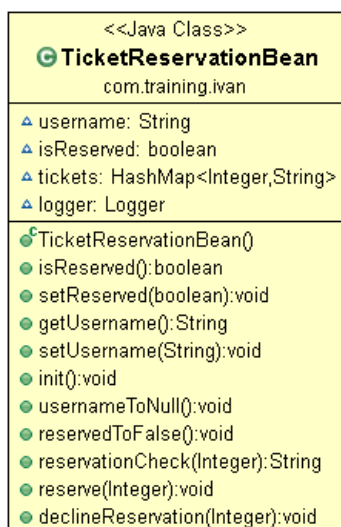 <<Java Class>>
TicketReservationBean
com.training.ivan
username: String
isReserved: boolean
tickets: HashMap<Integer,String>
logger: Logger
TicketReservationBean()
isReserved():boolean
setReserved(boolean):void
getUsername():String
setUsername(String):void
init():void
usernameToNull():void
reservedToFalse():void
reservationCheck(Integer):String
reserve(Integer):void
declineReservation(Integer):void